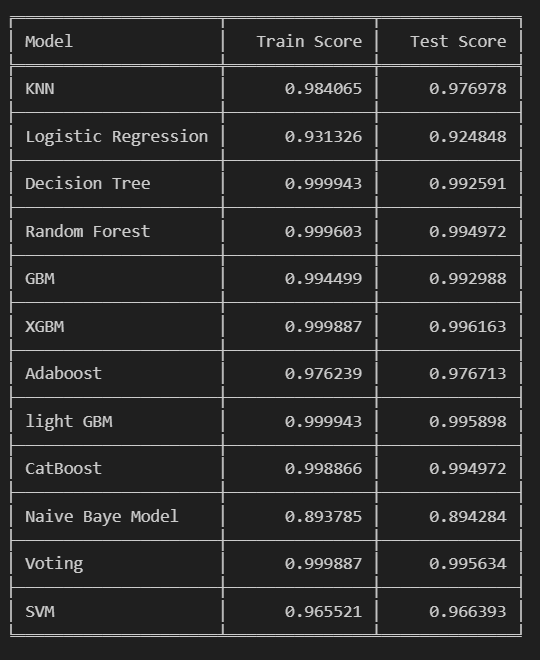 Model Train Score Test Score
KNN 0.984065 0.976978
Logistic Regression 0.931326 0.924848
Decision Tree 0.999943 0.992591
Random Forest 0.999603 0.994972
GBM 0.994499 0.992988
XGBM 0.999887 0.996163
Adaboost 0.976239 0.976713
light GBM 0.999943 0.995898
CatBoost 0.998866 0.994972
Naive Baye Model 0.893785 0.894284
Voting 0.999887 0.995634
SVM 0.965521 0.966393